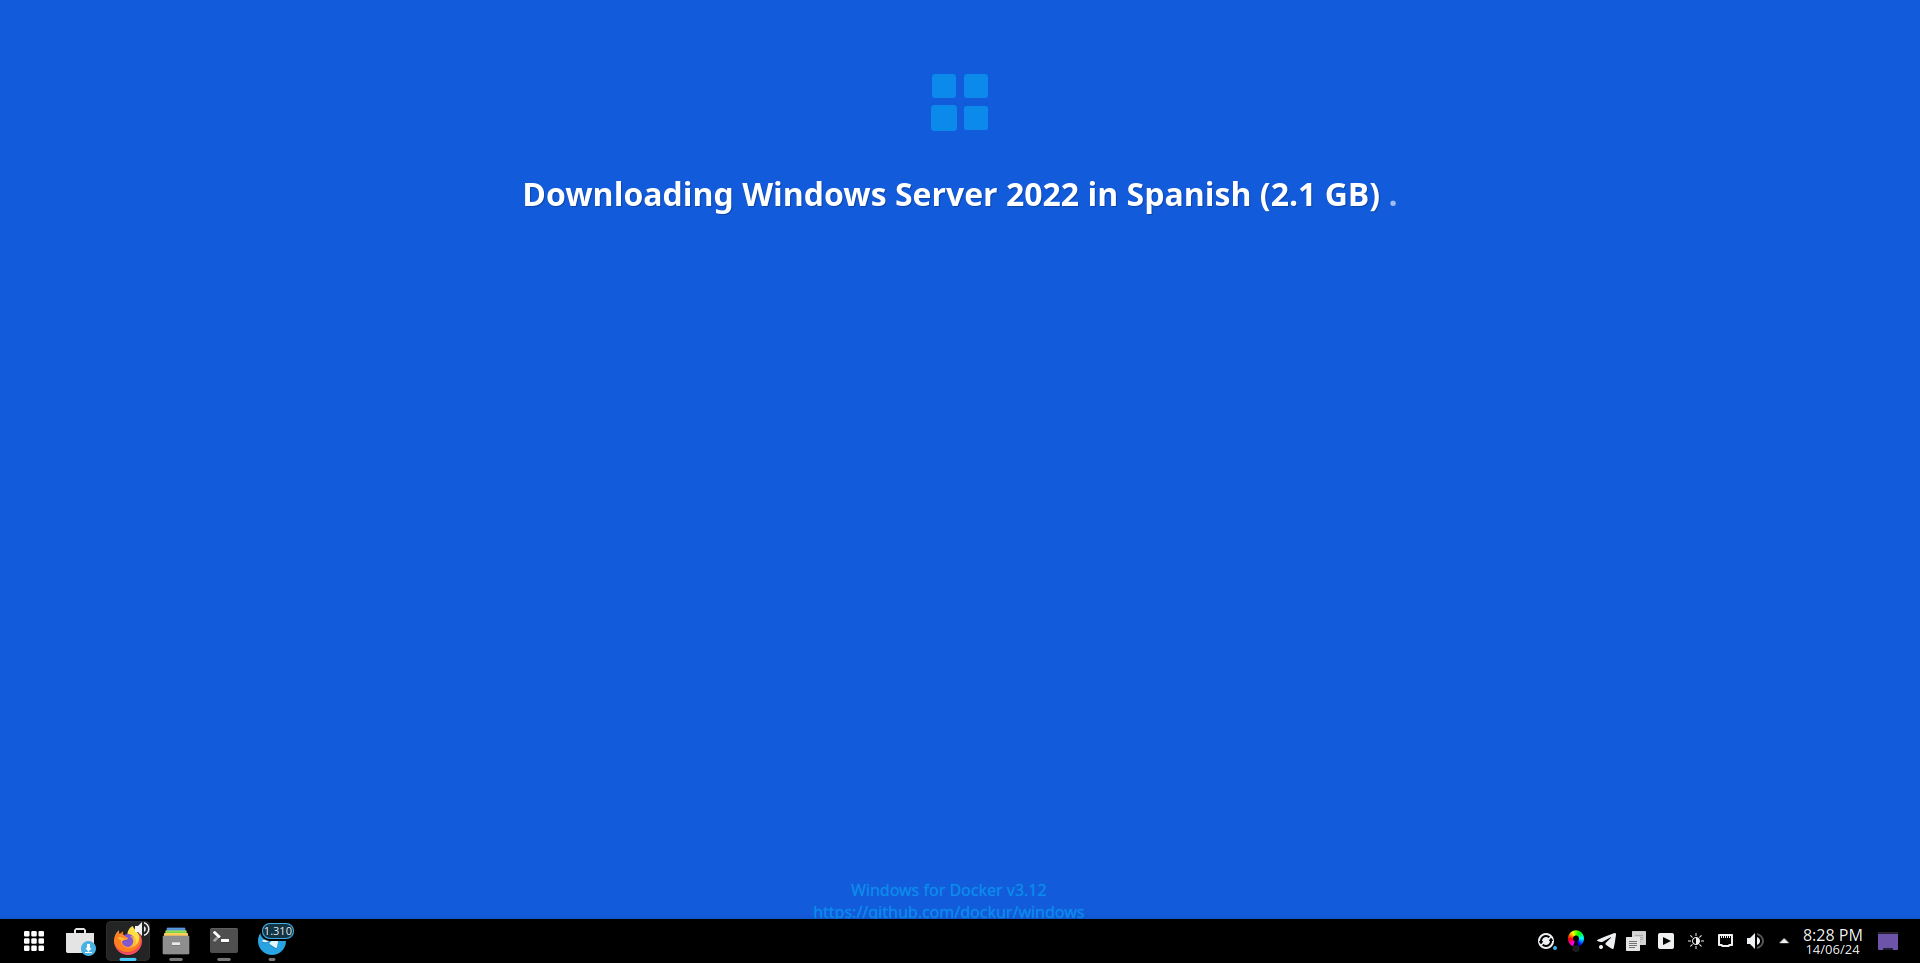 Downloading Windows Server 2022 in Spanish (2.1 GB) .
Windows for Docker v3.12
https://github.com/dockur/windows
1.310
8:28 PM
14/06/24